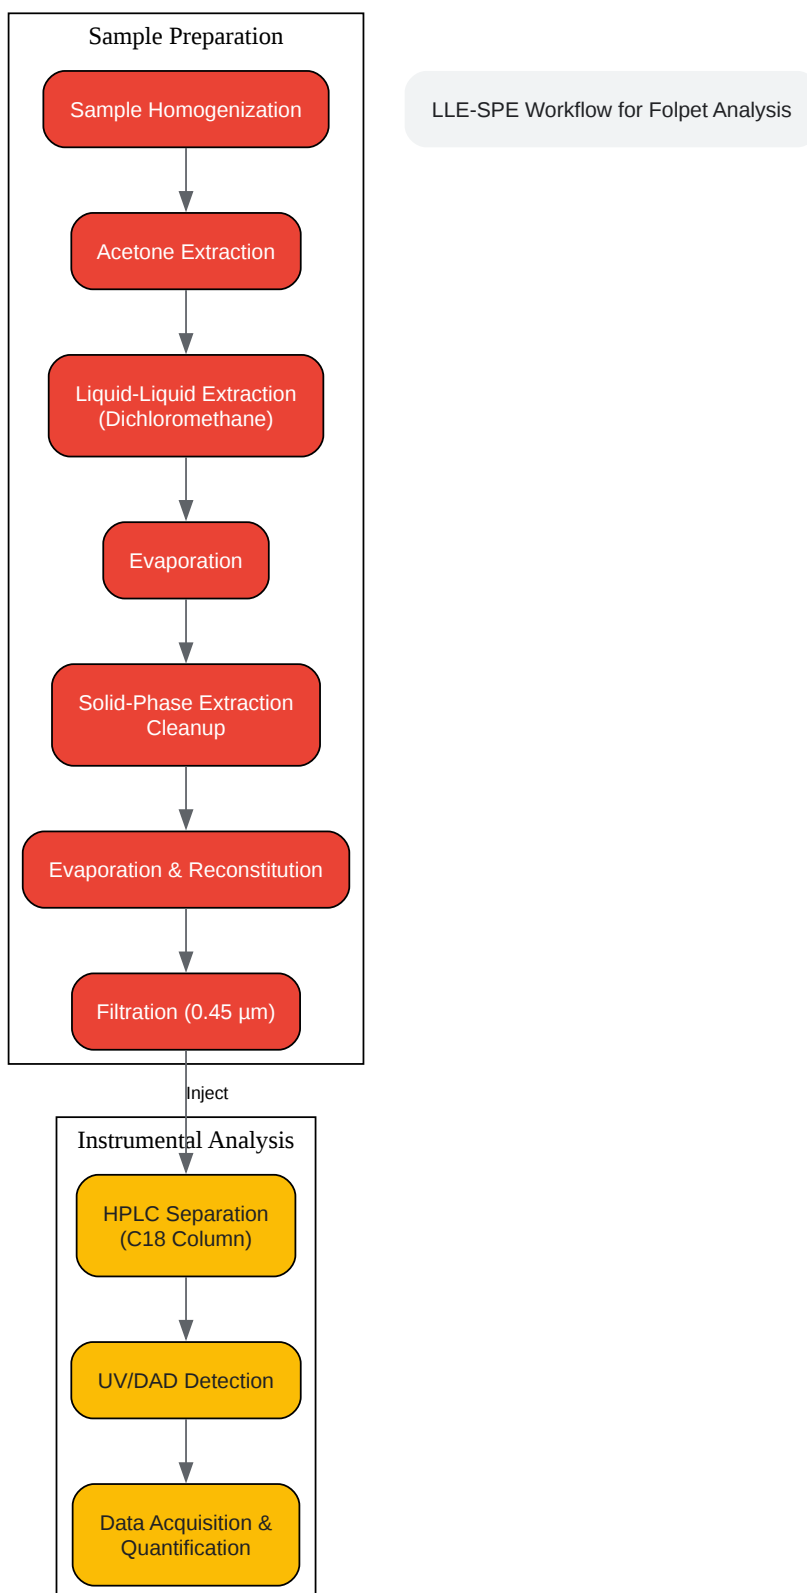 Sample Preparation
Sample Homogenization
LLE-SPE Workflow for Folpet Analysis
Acetone Extraction
Liquid-Liquid Extraction
(Dichloromethane)
Evaporation
Solid-Phase Extraction
Cleanup
Evaporation & Reconstitution
Filtration (0.45 µm)
Inject
Instrumental Analysis
HPLC Separation
(C18 Column)
UV/DAD Detection
Data Acquisition &
Quantification